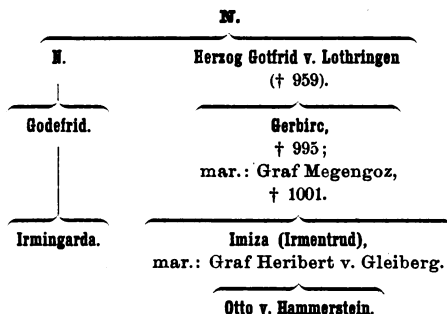 N.
N. Herzog Gotfrid v. Lothringen
(† 959).
Godefrid. Gerbirc,
† 995;
mar.: Graf Megengoz,
† 1001.
Irmingarda. Imiza (Irmentrud),
mar.: Graf Heribert v. Gleiberg.
Otto v. Hammerstein.